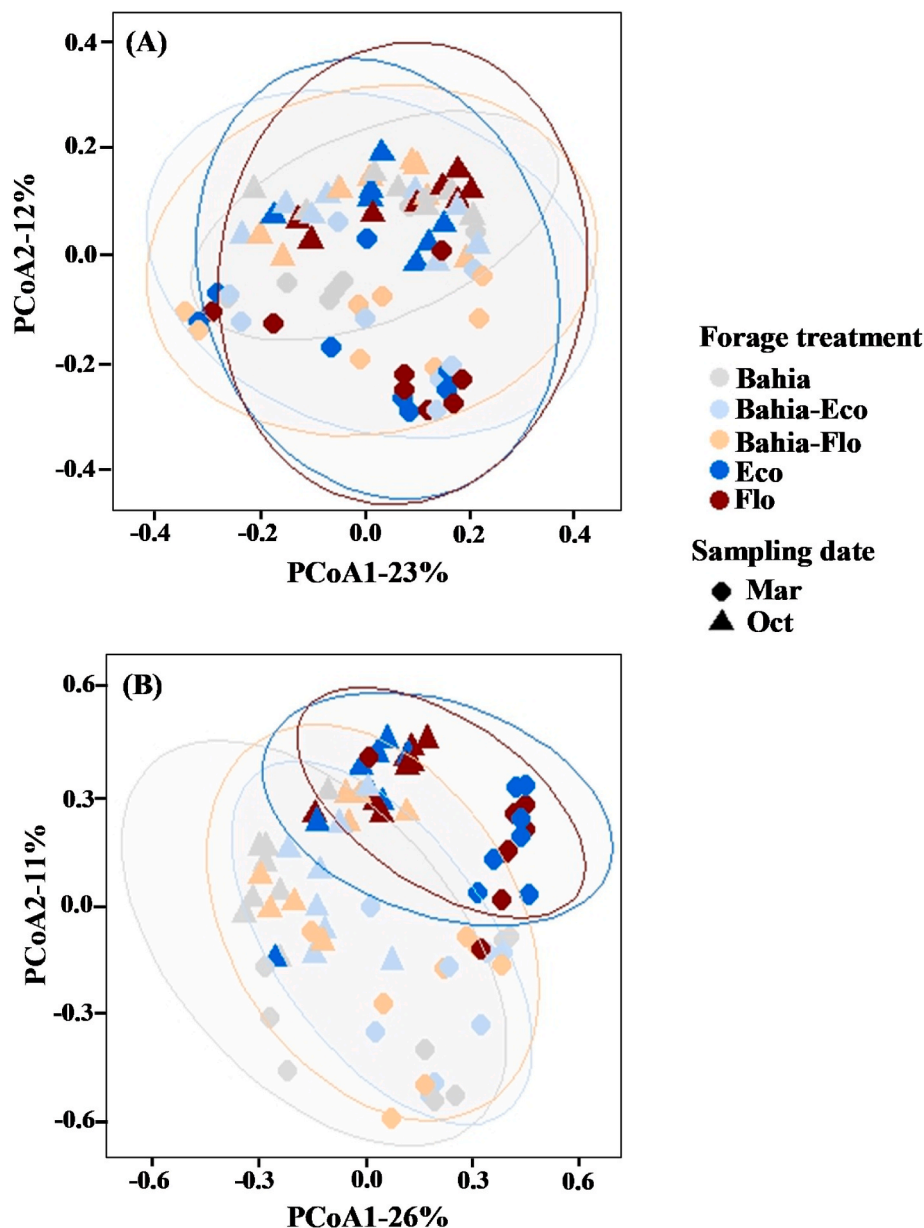 (A)
0.4
0.2
0.0
-0.2
-0.4
PCoA2-12%
-0.4 -0.2 0.0 0.2 0.4
PCoA1-23%
Forage treatment
Bahia
Bahia-Eco
Bahia-Flo
Eco
Flo
Sampling date
Mar
Oct
(B)
0.6
0.3
0.0
-0.3
-0.6
PCoA2-11%
-0.6 -0.3 0.0 0.3 0.6
PCoA1-26%